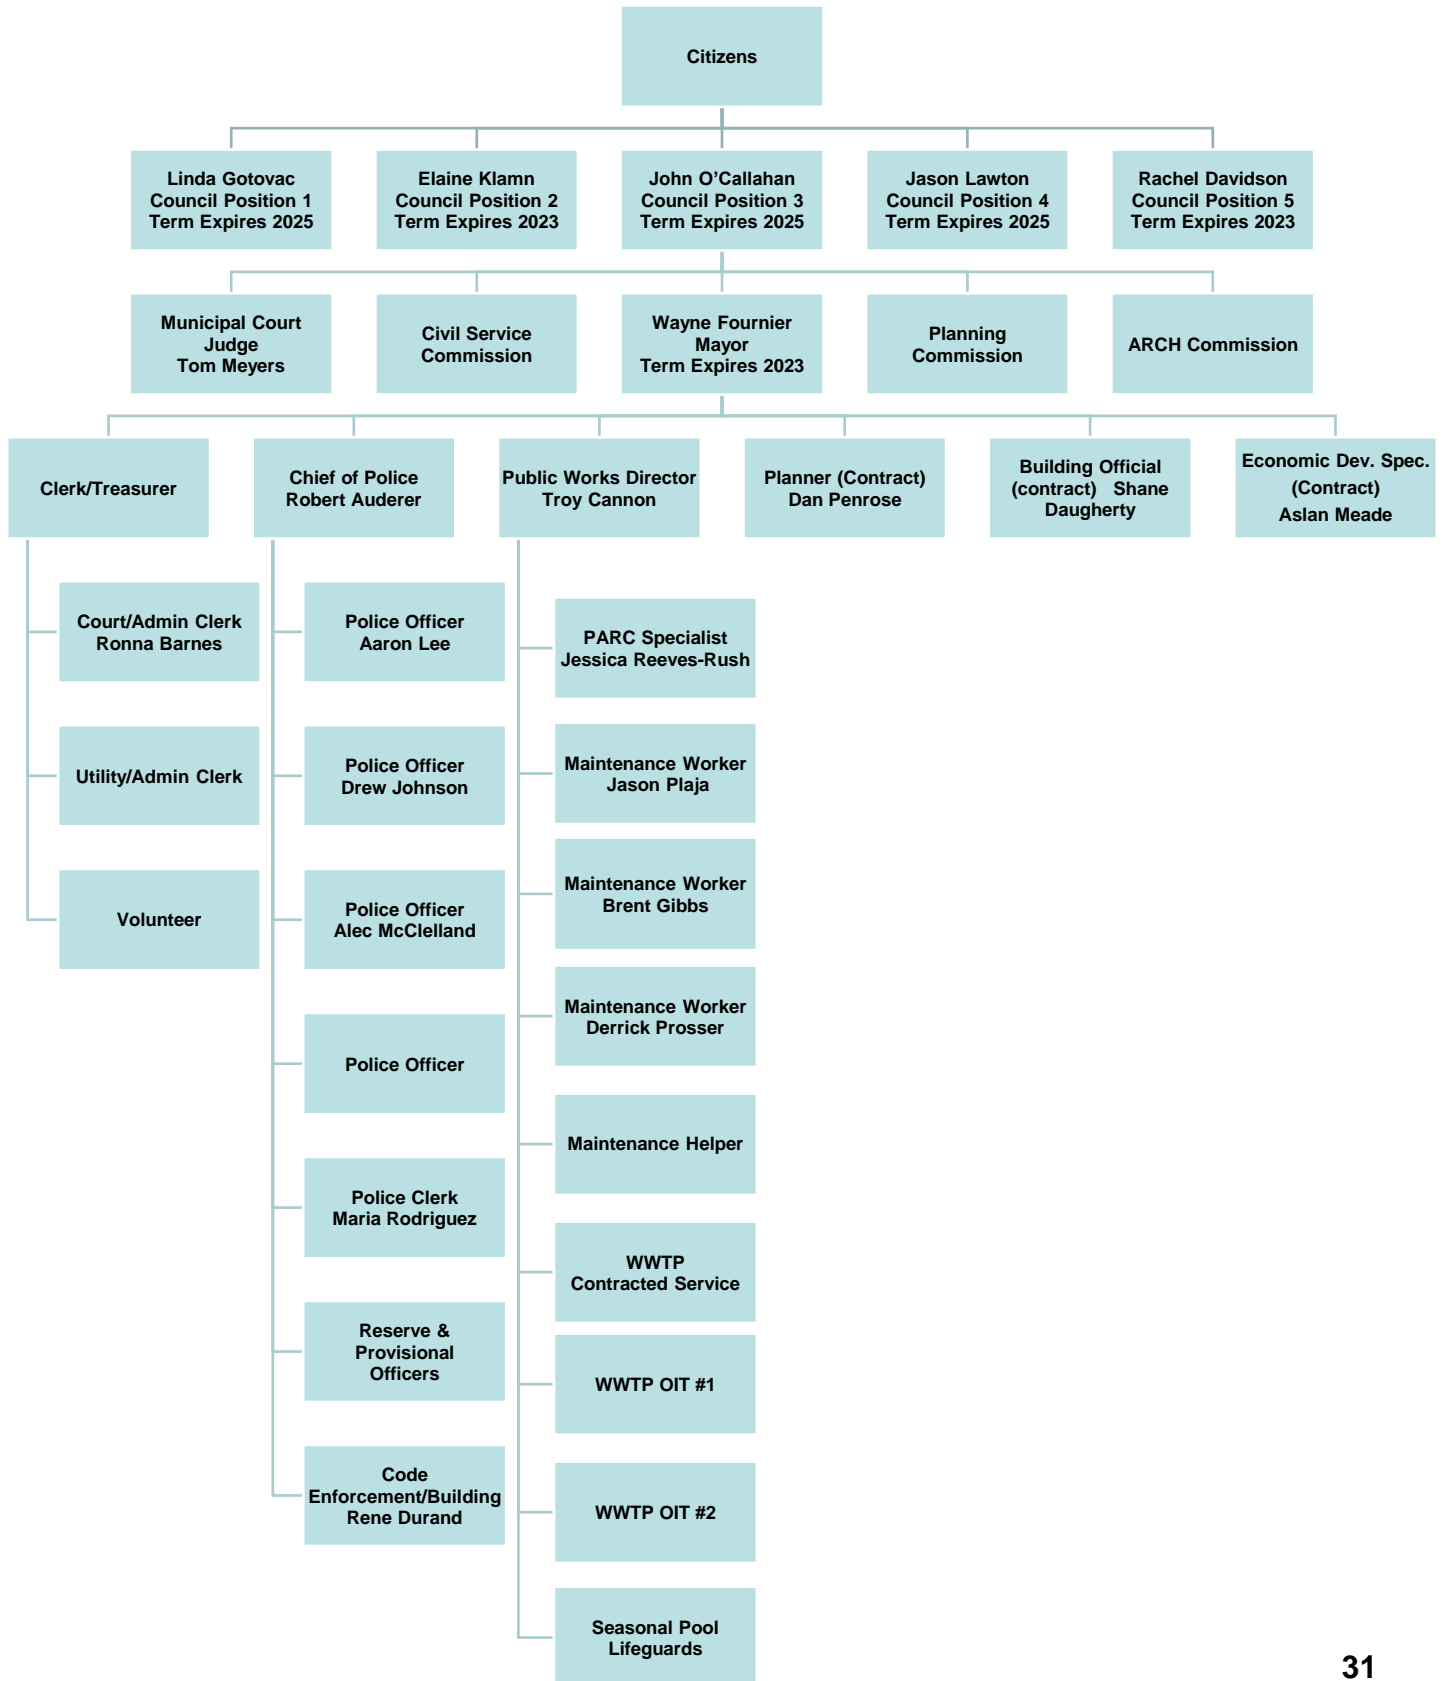 Citizens
Linda Gotovac
Council Position 1
Term Expires 2025
Elaine Klamn
Council Position 2
Term Expires 2023
John O’Callahan
Council Position 3
Term Expires 2025
Jason Lawton
Council Position 4
Term Expires 2025
Rachel Davidson
Council Position 5
Term Expires 2023
Municipal Court
Judge
Tom Meyers
Civil Service
Commission
Wayne Fournier
Mayor
Term Expires 2023
Planning
Commission
ARCH Commission
Clerk/Treasurer
Chief of Police
Robert Auderer
Public Works Director
Troy Cannon
Planner (Contract)
Dan Penrose
Building Official
(contract) Shane
Daugherty
Economic Dev. Spec.
(Contract)
Aslan Meade
Court/Admin Clerk
Ronna Barnes
Utility/Admin Clerk
Volunteer
Police Officer
Aaron Lee
Police Officer
Drew Johnson
Police Officer
Alec McClelland
Police Officer
Police Clerk
Maria Rodriguez
Reserve &
Provisional
Officers
Code
Enforcement/Building
Rene Durand
PARC Specialist
Jessica Reeves-Rush
Maintenance Worker
Jason Plaja
Maintenance Worker
Brent Gibbs
Maintenance Worker
Derrick Prosser
Maintenance Helper
WWTP
Contracted Service
WWTP OIT #1
WWTP OIT #2
Seasonal Pool
Lifeguards
31